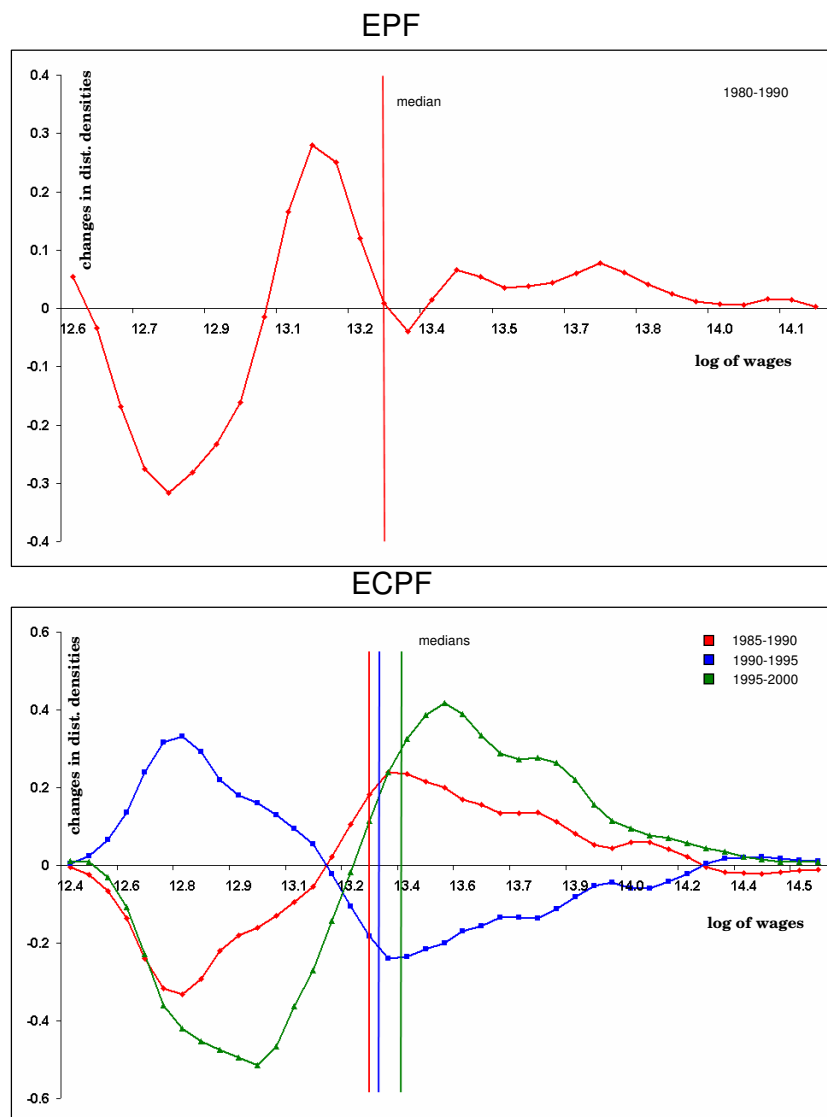 EPF
0.4
0.3
0.2
0.1
0
-0.1
-0.2
-0.3
-0.4
changes in dist. densities
median
1980-1990
12.6 12.7 12.9 13.1 13.2 13.4 13.5 13.7 13.8 14.0 14.1
log of wages
ECPF
0.6
0.4
0.2
0
-0.2
-0.4
-0.6
changes in dist. densities
medians
1985-1990
1990-1995
1995-2000
12.4 12.6 12.8 12.9 13.1 13.2 13.4 13.6 13.7 13.9 14.0 14.2 14.4 14.5
log of wages